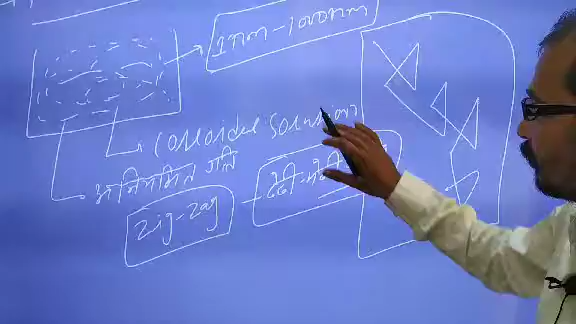 1nm-1000nm
Colloidal Solution
अनियमित गति
Zig-Zag
टेढी-मेढी